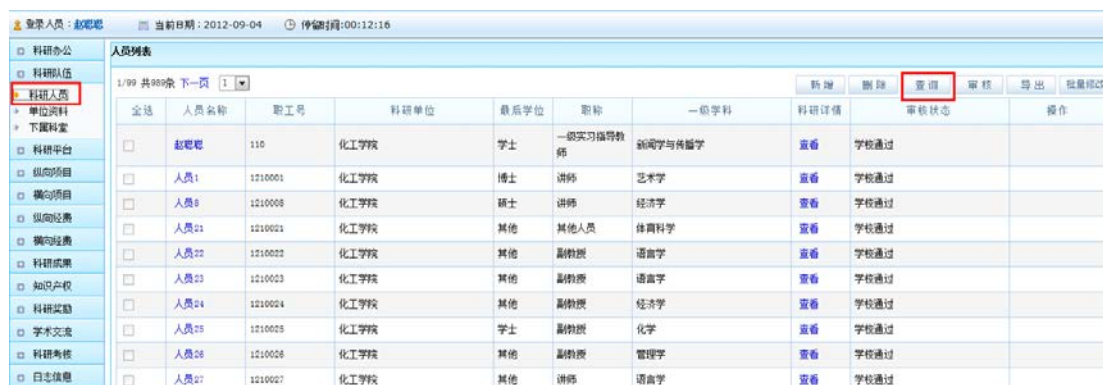 登录人员：赵聪聪 当前日期：2012-09-04 停留时间:00:12:16
科研办公
科研队伍
科研人员
单位资料
下属科室
科研平台
纵向项目
横向项目
纵向经费
横向经费
科研成果
知识产权
科研奖励
学术交流
科研考核
日志信息
人员列表
1/99 共989条 下一页 1
新增 删除 查询 审核 导出 批量修改
全选 人员名称 职工号 科研单位 最后学位 职称 一级学科 科研详情 审核状态 操作
赵聪聪 110 化工学院 学士 一级实习指导教师 新闻学与传播学 查看 学校通过
人员1 1210001 化工学院 博士 讲师 艺术学 查看 学校通过
人员8 1210008 化工学院 硕士 讲师 经济学 查看 学校通过
人员21 1210021 化工学院 其他 其他人员 体育科学 查看 学校通过
人员22 1210022 化工学院 其他 副教授 语言学 查看 学校通过
人员23 1210023 化工学院 其他 副教授 语言学 查看 学校通过
人员24 1210024 化工学院 其他 副教授 经济学 查看 学校通过
人员25 1210025 化工学院 学士 副教授 化学 查看 学校通过
人员26 1210026 化工学院 其他 副教授 管理学 查看 学校通过
人员27 1210027 化工学院 其他 讲师 语言学 查看 学校通过